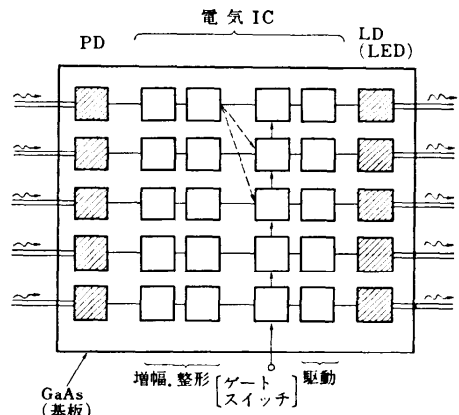 電気IC
PD
LD
(LED)
増幅.整形
[ゲート
スイッチ]
駆動
GaAs
(基板)